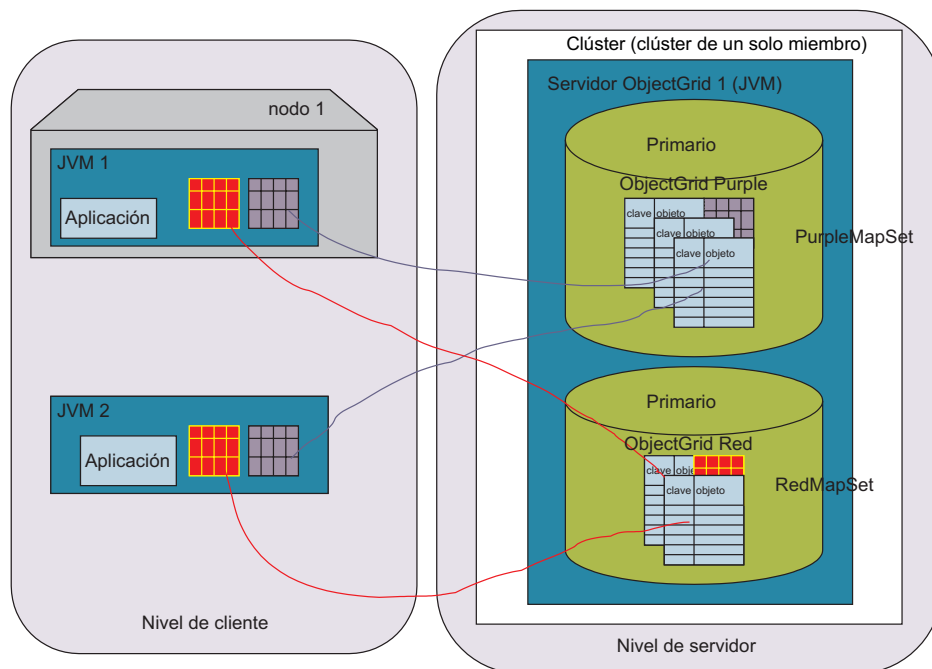 nodo 1
JVM 1
Aplicación
JVM 2
Aplicación
Nivel de cliente
Clúster (clúster de un solo miembro)
Servidor ObjectGrid 1 (JVM)
Primario
ObjectGrid Purple
clave objeto
clave objeto
clave objeto
PurpleMapSet
Primario
ObjectGrid Red
clave obje
clave objeto
RedMapSet
Nivel de servidor